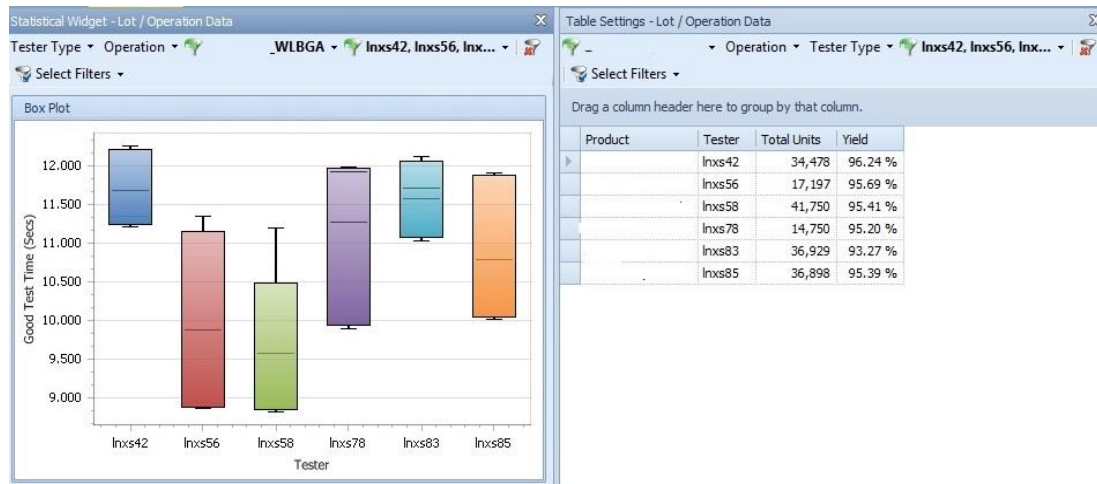 Statistical Widget - Lot / Operation Data
Tester Type Operation _WLBGA lnxs42, lnxs56, lnx...
Select Filters
Box Plot
12.000
11.500
11.000
10.500
10.000
9.500
9.000
Good Test Time (Secs)
lnxs42 lnxs56 lnxs58 lnxs78 lnxs83 lnxs85
Tester
Table Settings - Lot / Operation Data
_ Operation Tester Type lnxs42, lnxs56, lnx...
Select Filters
Drag a column header here to group by that column.
Product Tester Total Units Yield
lnxs42 34,478 96.24 %
lnxs56 17,197 95.69 %
lnxs58 41,750 95.41 %
lnxs78 14,750 95.20 %
lnxs83 36,929 93.27 %
lnxs85 36,898 95.39 %